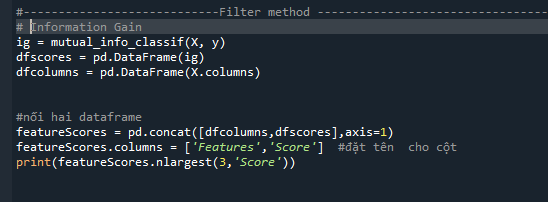 #----------------------------Filter method ---------------------------------
# Information Gain
ig = mutual_info_classif(X, y)
dfscores = pd.DataFrame(ig)
dfcolumns = pd.DataFrame(X.columns)
#nối hai dataframe
featureScores = pd.concat([dfcolumns,dfscores],axis=1)
featureScores.columns = ['Features','Score']  #đặt tên  cho cột
print(featureScores.nlargest(3,'Score'))